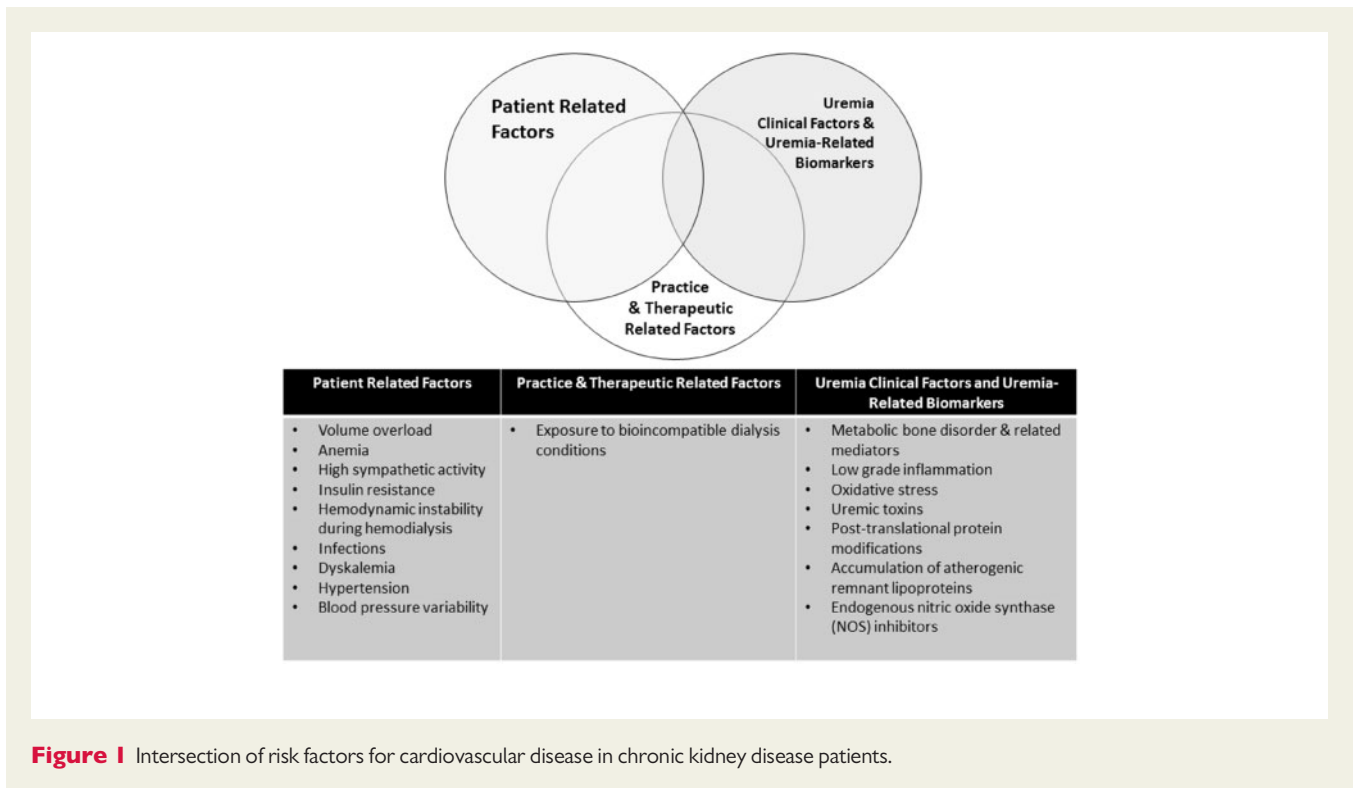 Patient Related
Factors
Uremia
Clinical Factors &
Uremia-Related
Biomarkers
Practice
& Therapeutic
Related Factors
Patient Related Factors
• Volume overload
• Anemia
• High sympathetic activity
• Insulin resistance
• Hemodynamic instability
during hemodialysis
• Infections
• Dyskalemia
• Hypertension
• Blood pressure variability
Practice & Therapeutic Related Factors
• Exposure to bioincompatible dialysis
conditions
Uremia Clinical Factors and Uremia-
Related Biomarkers
• Metabolic bone disorder & related
mediators
• Low grade inflammation
• Oxidative stress
• Uremic toxins
• Post-translational protein
modifications
• Accumulation of atherogenic
remnant lipoproteins
• Endogenous nitric oxide synthase
(NOS) inhibitors
Figure 1 Intersection of risk factors for cardiovascular disease in chronic kidney disease patients.